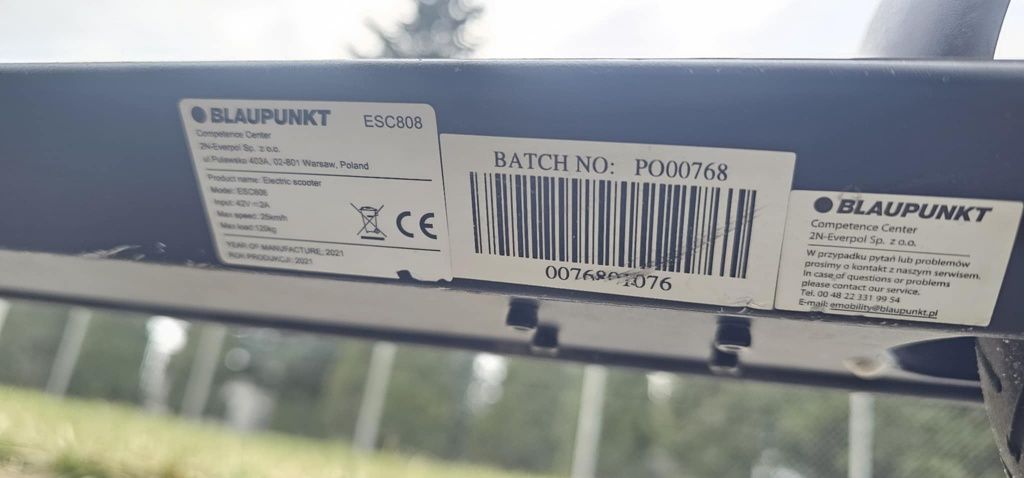 BLAUPUNKT ESC808
Competence Center
2N-Everpol Sp. z o.o.
ul.Puławska 403A, 02-801 Warsaw, Poland
Product name: Electric scooter
Model: ESC808
Input: 42V⎓2A
Max speed: 25km/h
Max load:120kg
CE
YEAR OF MANUFACTURE: 2021
ROK PRODUKCJI: 2021
BATCH NO: PO00768
BLAUPUNKT
Competence Center
2N-Everpol Sp. z o.o.
W przypadku pytań lub problemów
prosimy o kontakt z naszym serwisem.
In case of questions or problems
please contact our service.
Tel. 00 48 22 331 99 54
E-mail: emobility@blaupunkt.pl